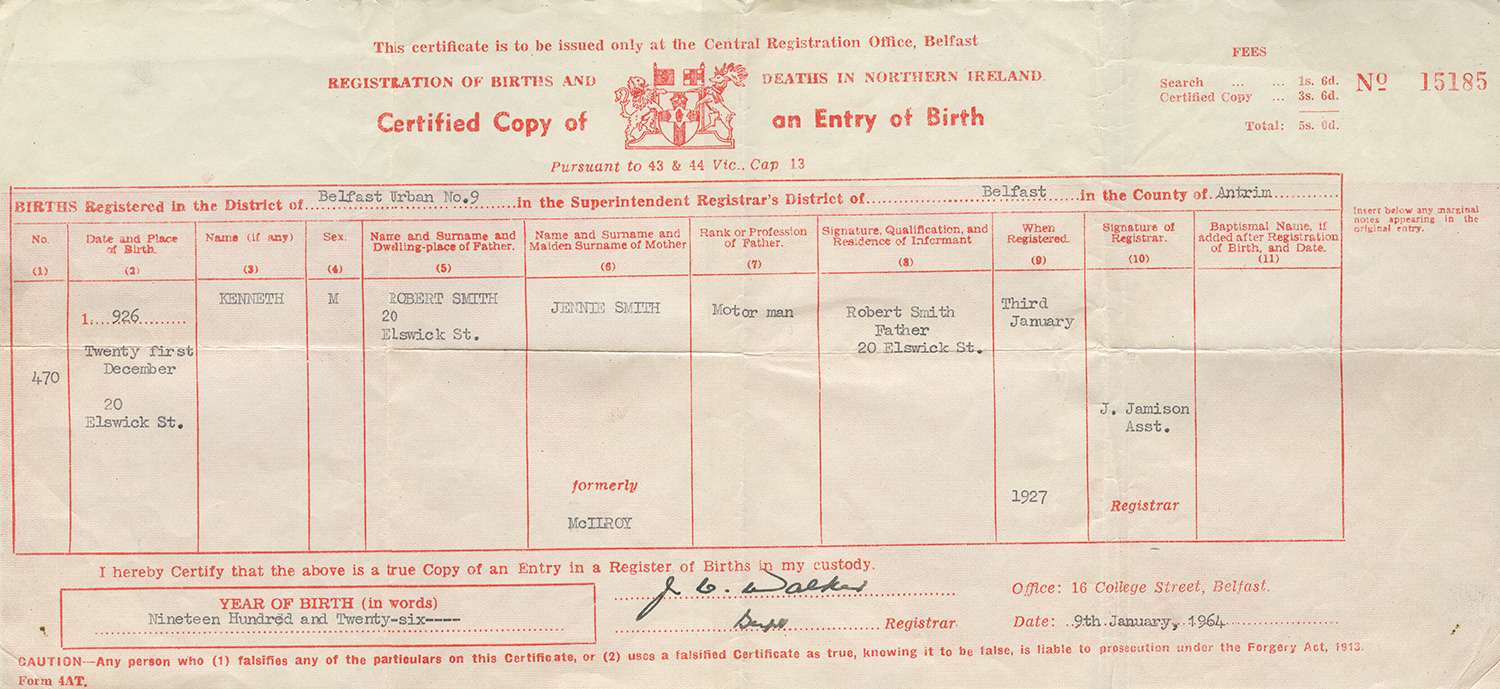 This certificate is to be issued only at the Central Registration Office, Belfast
REGISTRATION OF BIRTHS AND DEATHS IN NORTHERN IRELAND.
Certified Copy of an Entry of Birth
Pursuant to 43 & 44 Vic., Cap 13
FEES
Search ... ... 1s. 6d.
Certified Copy ... 3s. 6d.
Total: 5s. 0d.
No 15185
BIRTHS Registered in the District of Belfast Urban No.9 in the Superintendent Registrar's District of Belfast in the County of Antrim
Insert below any marginal
notes appearing in the
original entry.
No.
(1)
Date and Place
of Birth.
(2)
Name (if any)
(3)
Sex.
(4)
Name and Surname and
Dwelling-place of Father.
(5)
Name and Surname and
Maiden Surname of Mother
(6)
Rank or Profession
of Father.
(7)
Signature, Qualification, and
Residence of Informant
(8)
When
Registered.
(9)
Signature of
Registrar.
(10)
Baptismal Name, if
added after Registration
of Birth, and Date.
(11)
470
1. 926
Twenty first
December
20
Elswick St.
KENNETH
M
ROBERT SMITH
20
Elswick St.
JENNIE SMITH
formerly
McILROY
Motor man
Robert Smith
Father
20 Elswick St.
Third
January
1927
J. Jamison
Asst.
Registrar
I hereby Certify that the above is a true Copy of an Entry in a Register of Births in my custody.
YEAR OF BIRTH (in words)
Nineteen Hundred and Twenty-six----
J. C. Walker
Registrar
Office: 16 College Street, Belfast.
Date: 9th January, 1964
CAUTION—Any person who (1) falsifies any of the particulars on this Certificate, or (2) uses a falsified Certificate as true, knowing it to be false, is liable to prosecution under the Forgery Act, 1913.
Form 4AT.